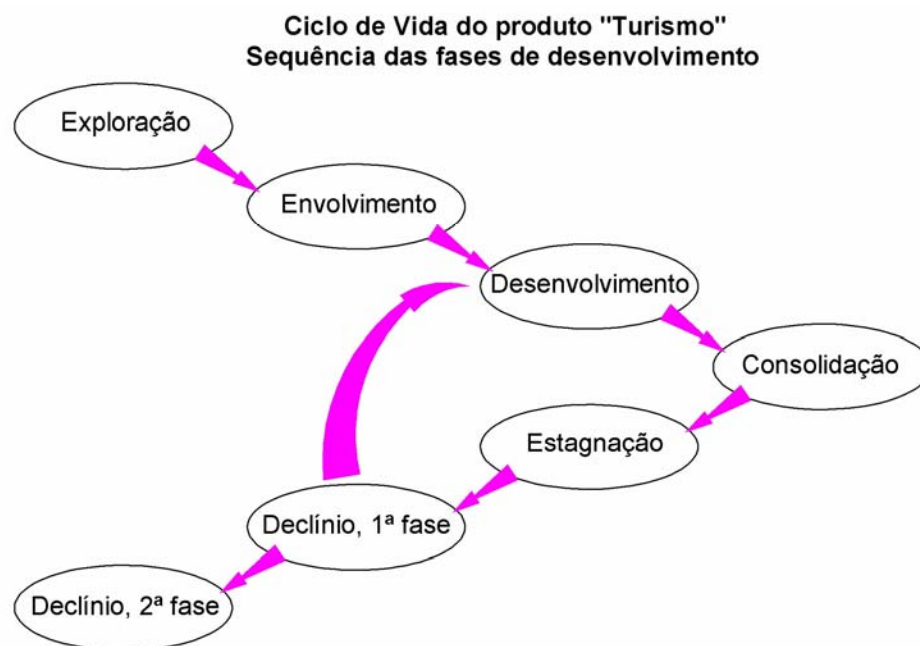 Ciclo de Vida do produto "Turismo"
Sequência das fases de desenvolvimento
Exploração
Envolvimento
Desenvolvimento
Consolidação
Estagnação
Declínio, 1ª fase
Declínio, 2ª fase